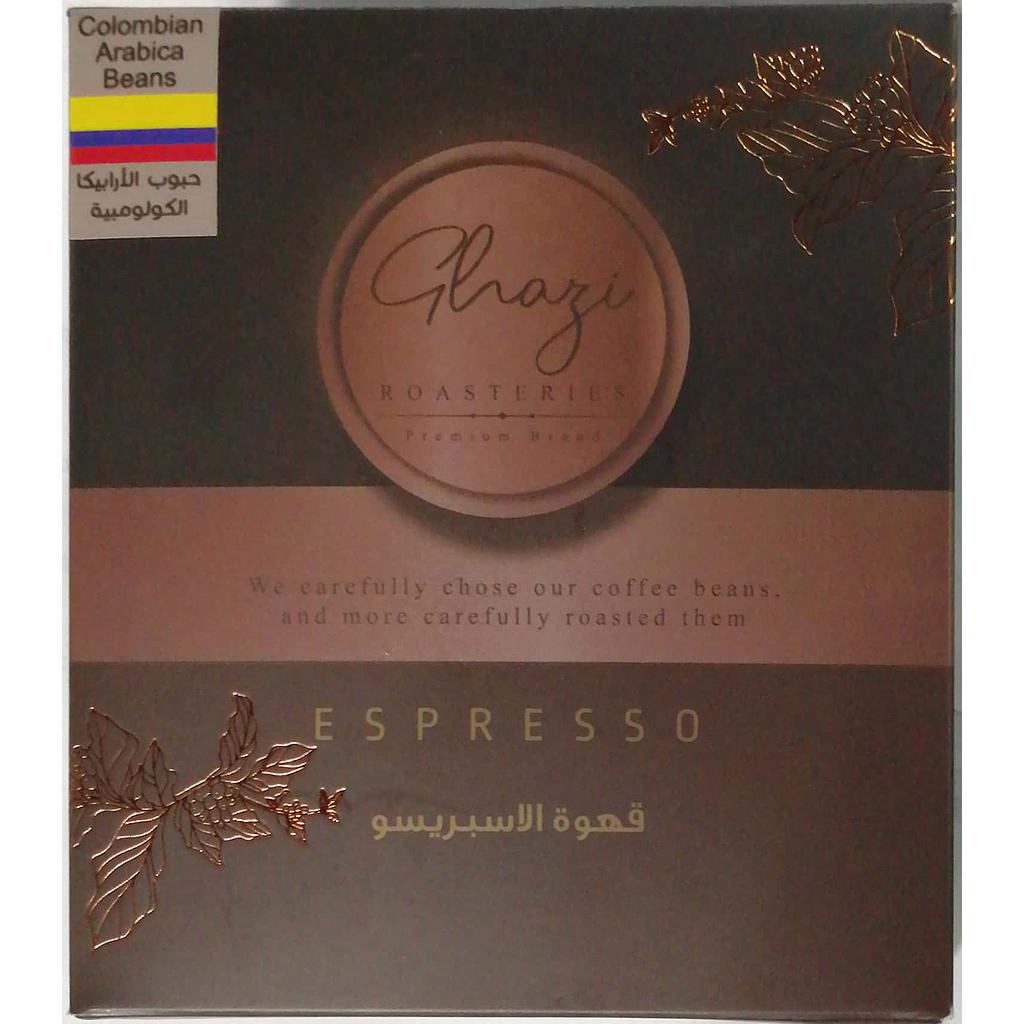 Colombian
Arabica
Beans
حبوب الأرابيكا
الكولومبية
Ghazi
ROASTERIES
Premium Brand
We carefully chose our coffee beans,
and more carefully roasted them
ESPRESSO
قهوة الاسبريسو